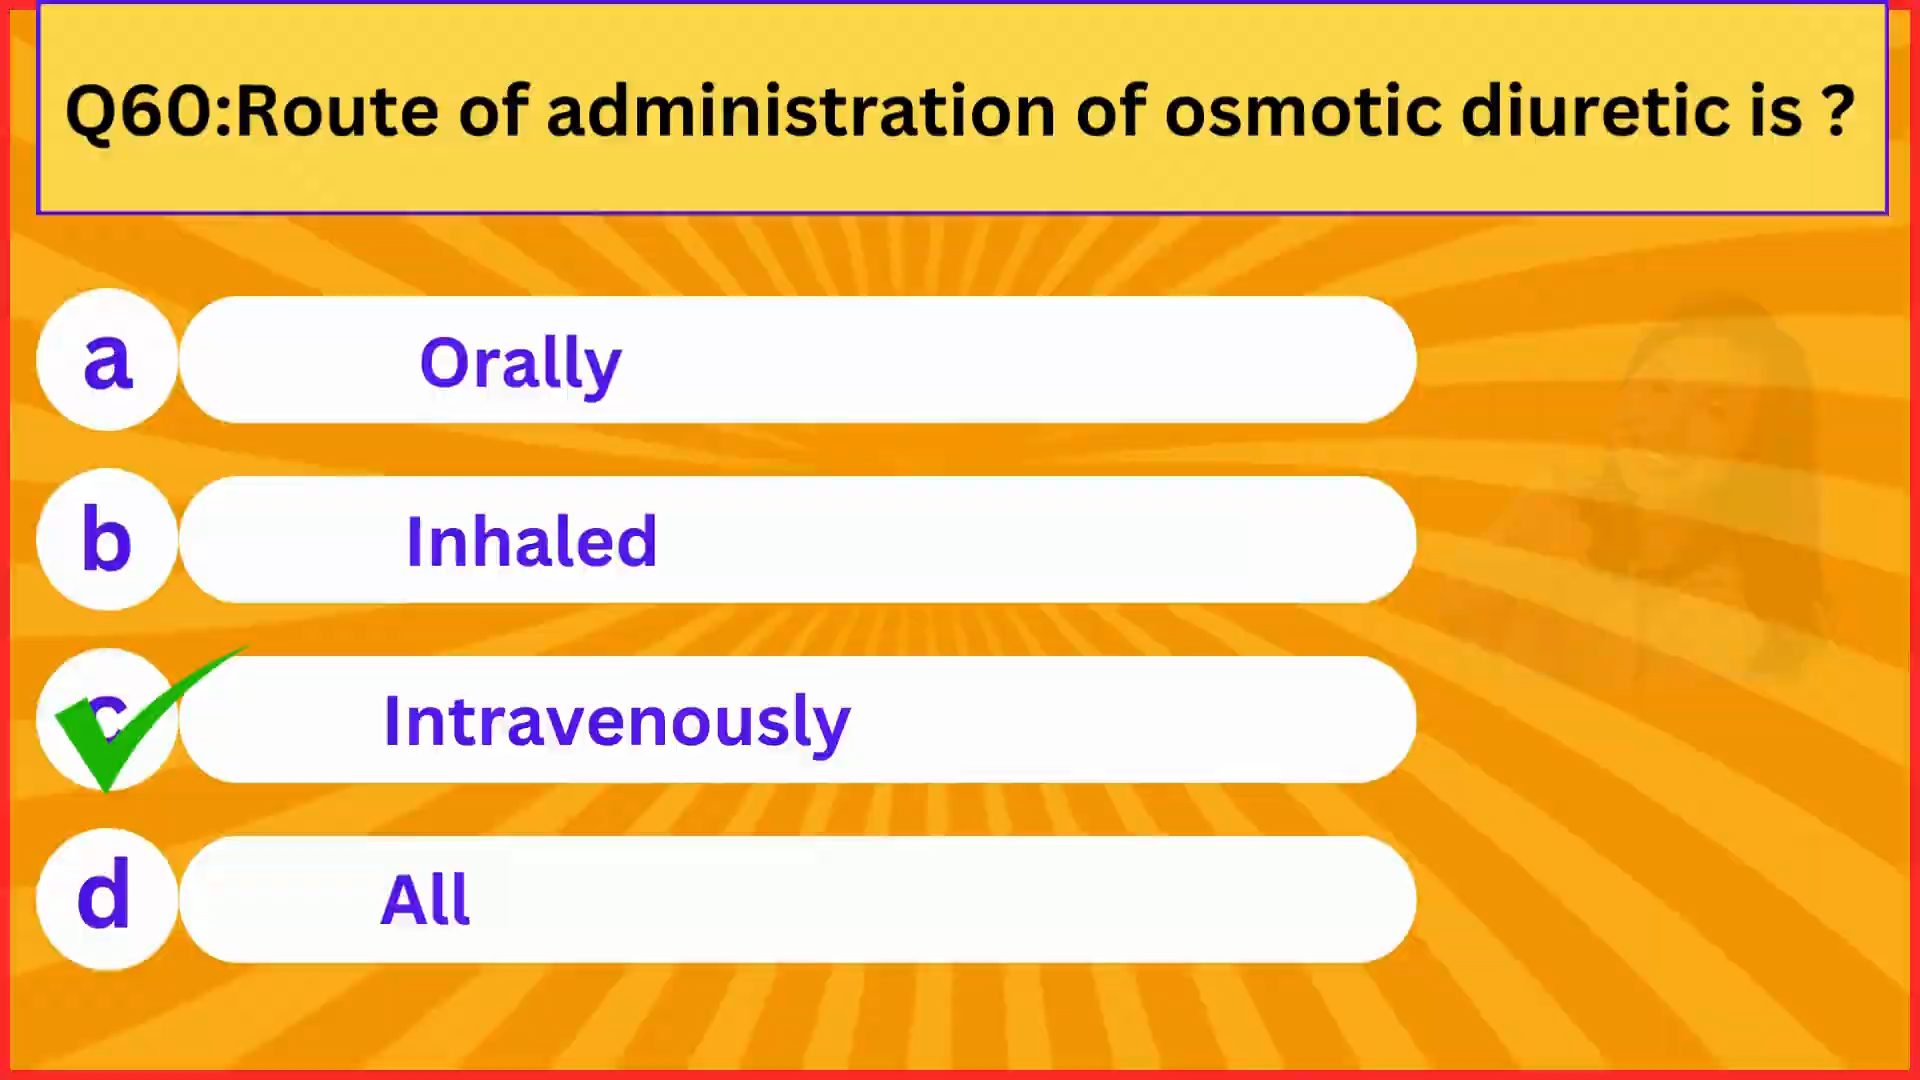 Q60:Route of administration of osmotic diuretic is ?
a Orally
b Inhaled
c Intravenously
d All